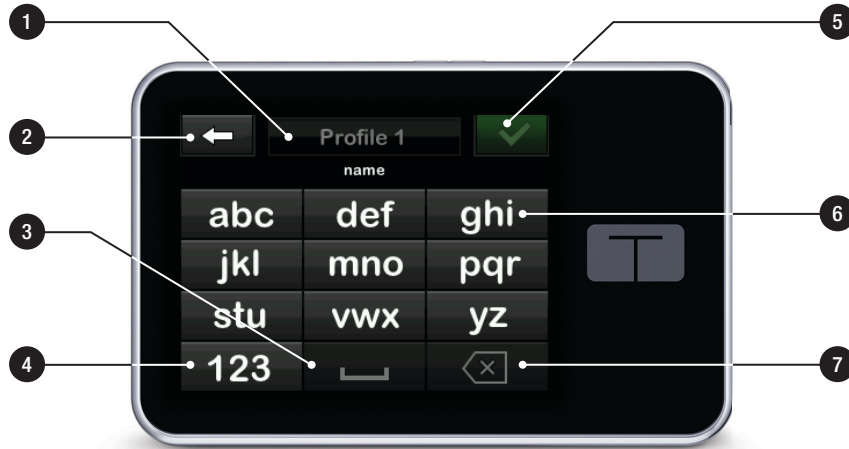 1
5
2
Profile 1
name
abc def ghi
6
3
jkl mno pqr
stu vwx yz
4
123
7